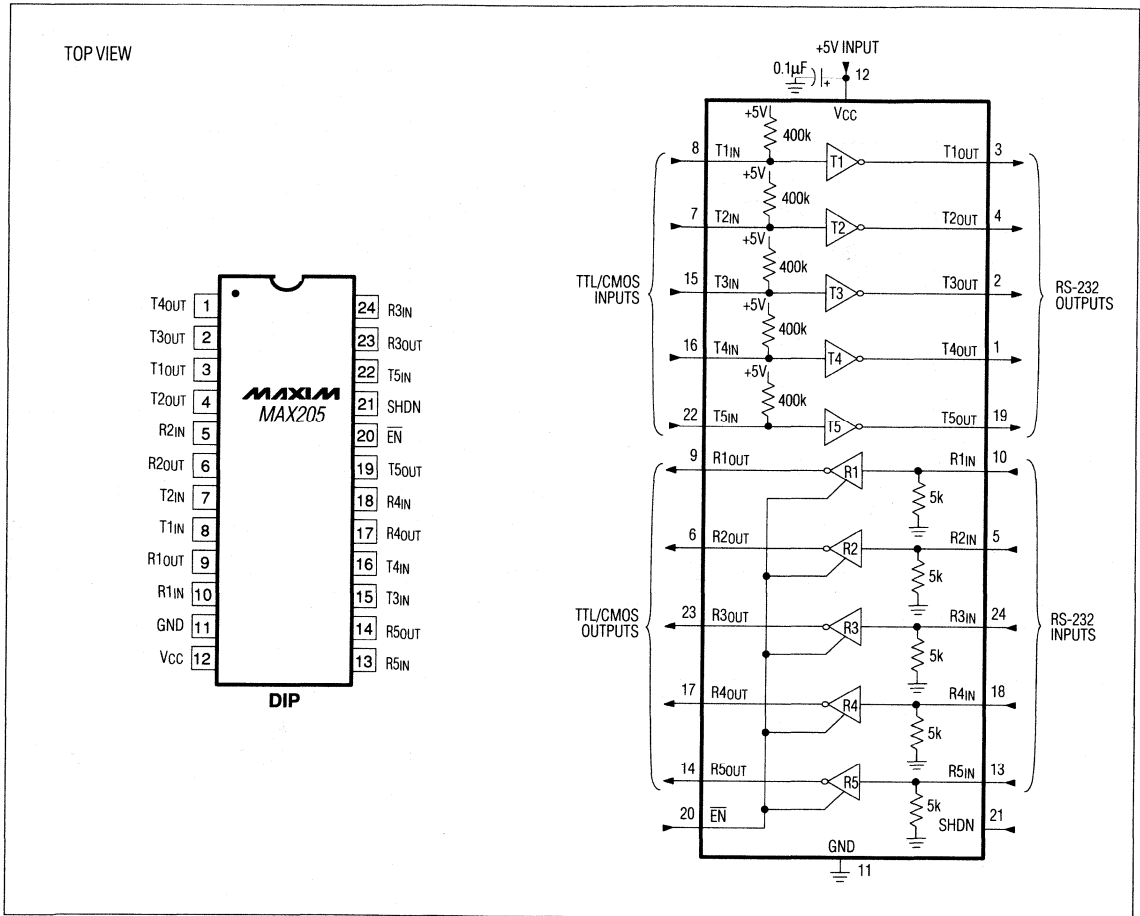 TOP VIEW
T4OUT 1
T3OUT 2
T1OUT 3
T2OUT 4
R2IN 5
R2OUT 6
T2IN 7
T1IN 8
R1OUT 9
R1IN 10
GND 11
VCC 12
24 R3IN
23 R3OUT
22 T5IN
21 SHDN
20 EN
19 T5OUT
18 R4IN
17 R4OUT
16 T4IN
15 T3IN
14 R5OUT
13 R5IN
MAXIM
MAX205
DIP
+5V INPUT
0.1µF
+
12
VCC
+5V
400k
8 T1IN T1 T1OUT 3
+5V
400k
7 T2IN T2 T2OUT 4
+5V
400k
15 T3IN T3 T3OUT 2
+5V
400k
16 T4IN T4 T4OUT 1
+5V
400k
22 T5IN T5 T5OUT 19
TTL/CMOS
INPUTS
RS-232
OUTPUTS
9 R1OUT R1 R1IN 10
5k
6 R2OUT R2 R2IN 5
5k
23 R3OUT R3 R3IN 24
5k
17 R4OUT R4 R4IN 18
5k
14 R5OUT R5 R5IN 13
5k
TTL/CMOS
OUTPUTS
RS-232
INPUTS
20 EN
SHDN 21
GND
11